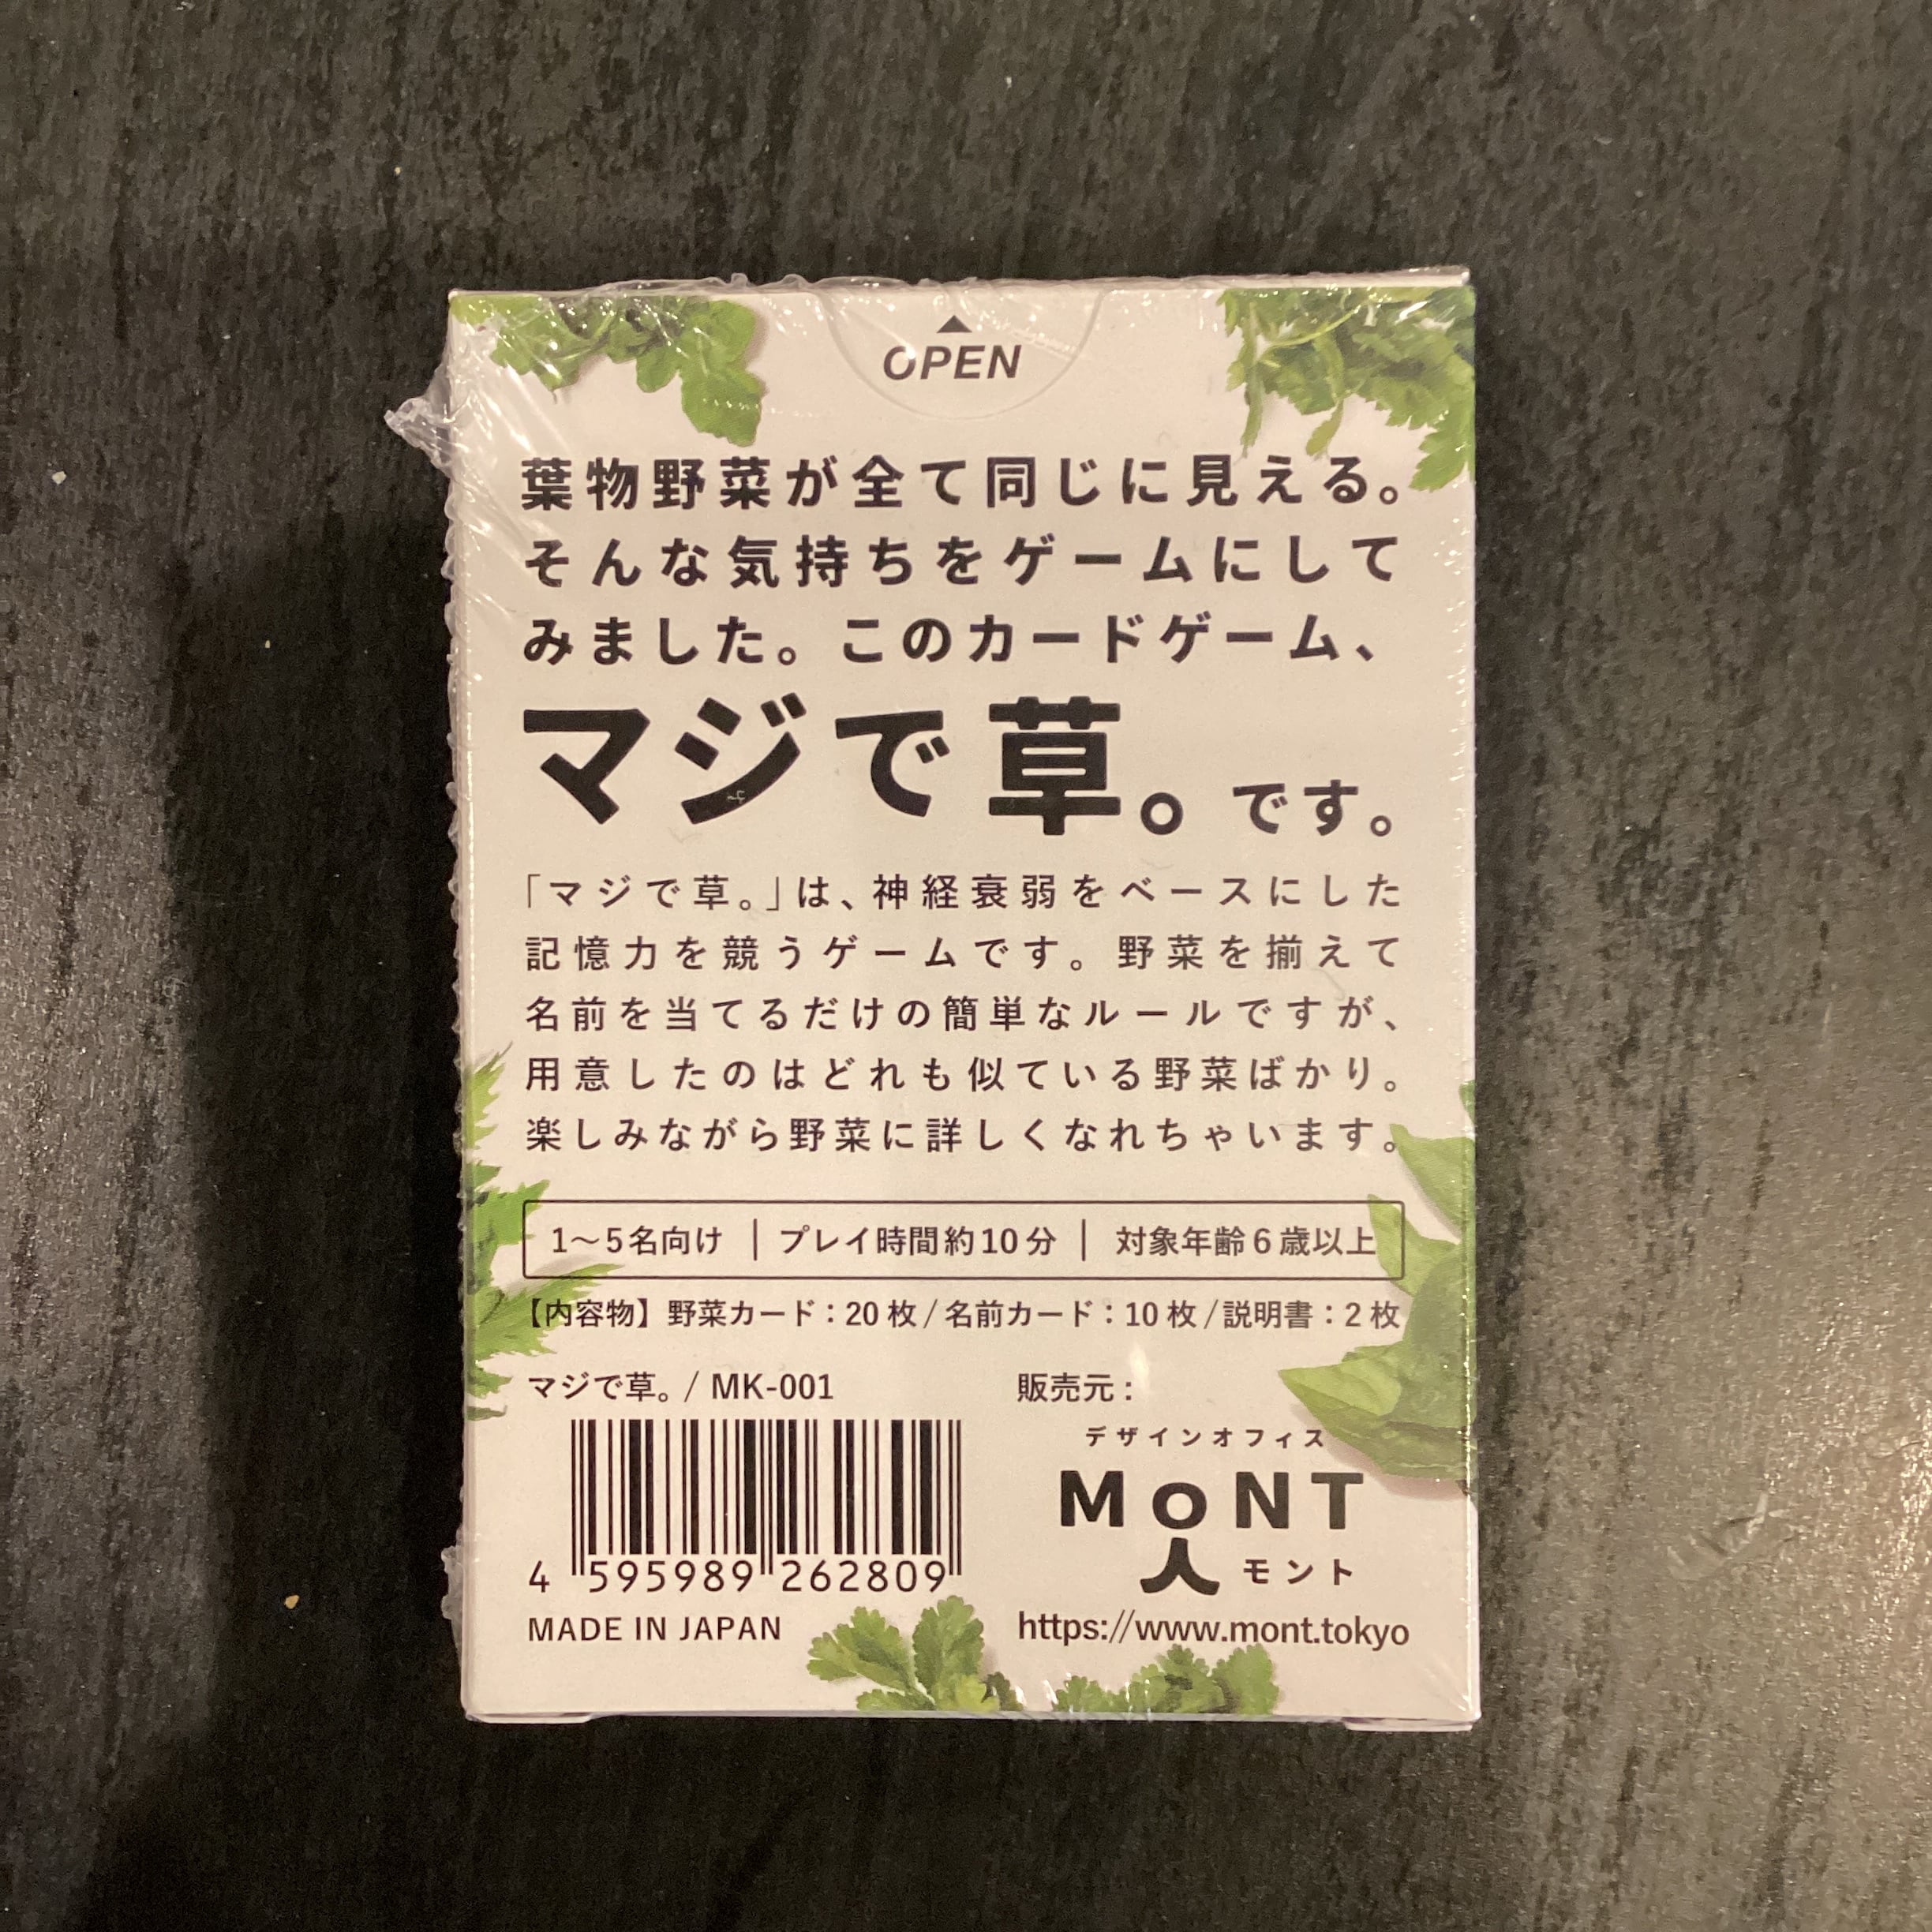 OPEN
葉物野菜が全て同じに見える。
そんな気持ちをゲームにして
みました。このカードゲーム、
マジで草。です。
「マジで草。」は、神経衰弱をベースにした
記憶力を競うゲームです。野菜を揃えて
名前を当てるだけの簡単なルールですが、
用意したのはどれも似ている野菜ばかり。
楽しみながら野菜に詳しくなれちゃいます。
1〜5名向け | プレイ時間約10分 | 対象年齢6歳以上
【内容物】野菜カード：20枚/名前カード：10枚/説明書：2枚
マジで草。/ MK-001
4 595989 262809
MADE IN JAPAN
販売元：
デザインオフィス
MONT
モント
https://www.mont.tokyo